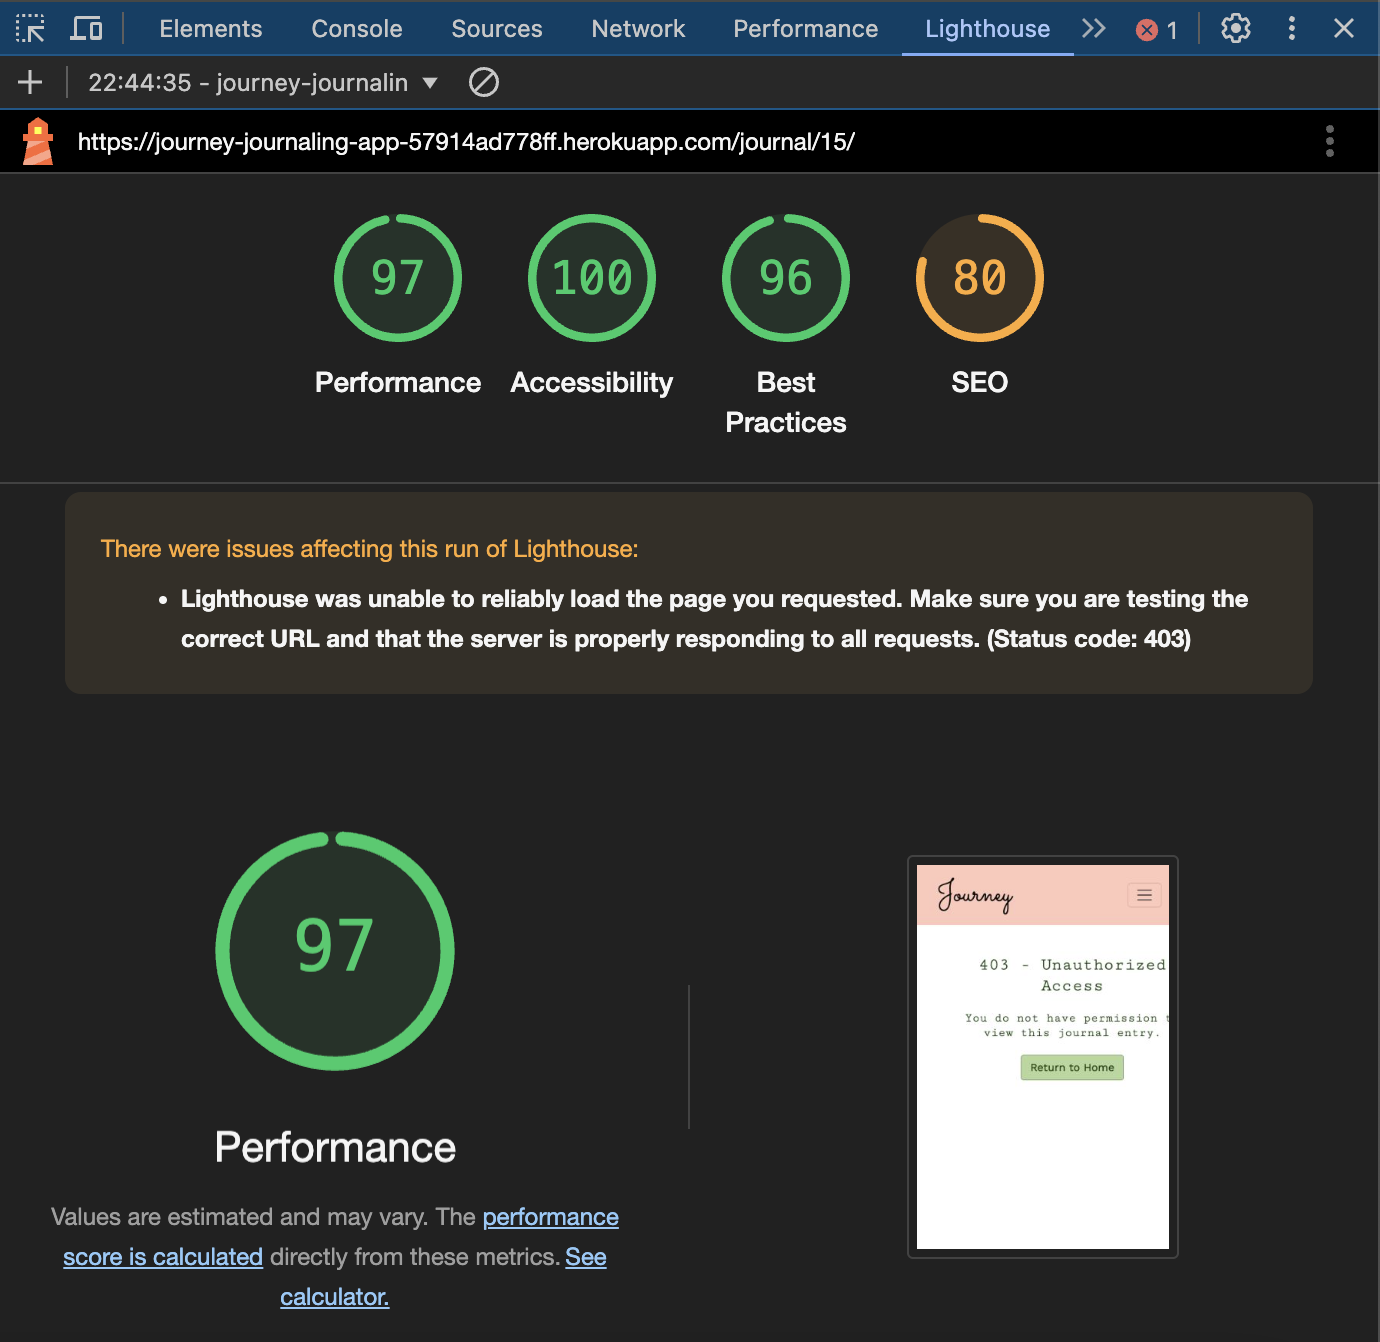 Elements Console Sources Network Performance Lighthouse 1
22:44:35 - journey-journalin
https://journey-journaling-app-57914ad778ff.herokuapp.com/journal/15/
97 100 96 80
Performance Accessibility Best Practices SEO
There were issues affecting this run of Lighthouse:
• Lighthouse was unable to reliably load the page you requested. Make sure you are testing the
correct URL and that the server is properly responding to all requests. (Status code: 403)
97
Performance
Values are estimated and may vary. The performance
score is calculated directly from these metrics. See
calculator.
Journey
403 - Unauthorized
Access
You do not have permission t
view this journal entry.
Return to Home